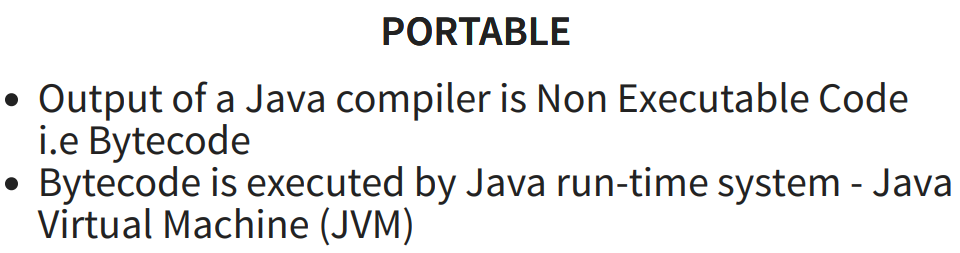 PORTABLE
• Output of a Java compiler is Non Executable Code
i.e Bytecode
• Bytecode is executed by Java run-time system - Java
Virtual Machine (JVM)